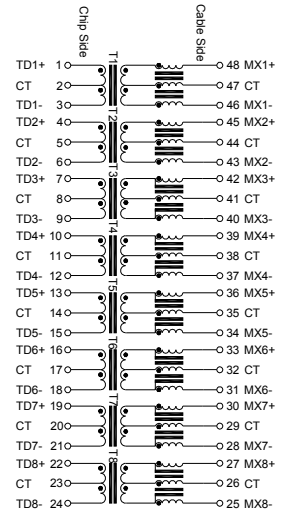 Chip Side
Cable Side
TD1+ 1 T1 48 MX1+
CT 2 47 CT
TD1- 3 46 MX1-
TD2+ 4 T2 45 MX2+
CT 5 44 CT
TD2- 6 43 MX2-
TD3+ 7 T3 42 MX3+
CT 8 41 CT
TD3- 9 40 MX3-
TD4+ 10 T4 39 MX4+
CT 11 38 CT
TD4- 12 37 MX4-
TD5+ 13 T5 36 MX5+
CT 14 35 CT
TD5- 15 34 MX5-
TD6+ 16 T6 33 MX6+
CT 17 32 CT
TD6- 18 31 MX6-
TD7+ 19 T7 30 MX7+
CT 20 29 CT
TD7- 21 28 MX7-
TD8+ 22 T8 27 MX8+
CT 23 26 CT
TD8- 24 25 MX8-